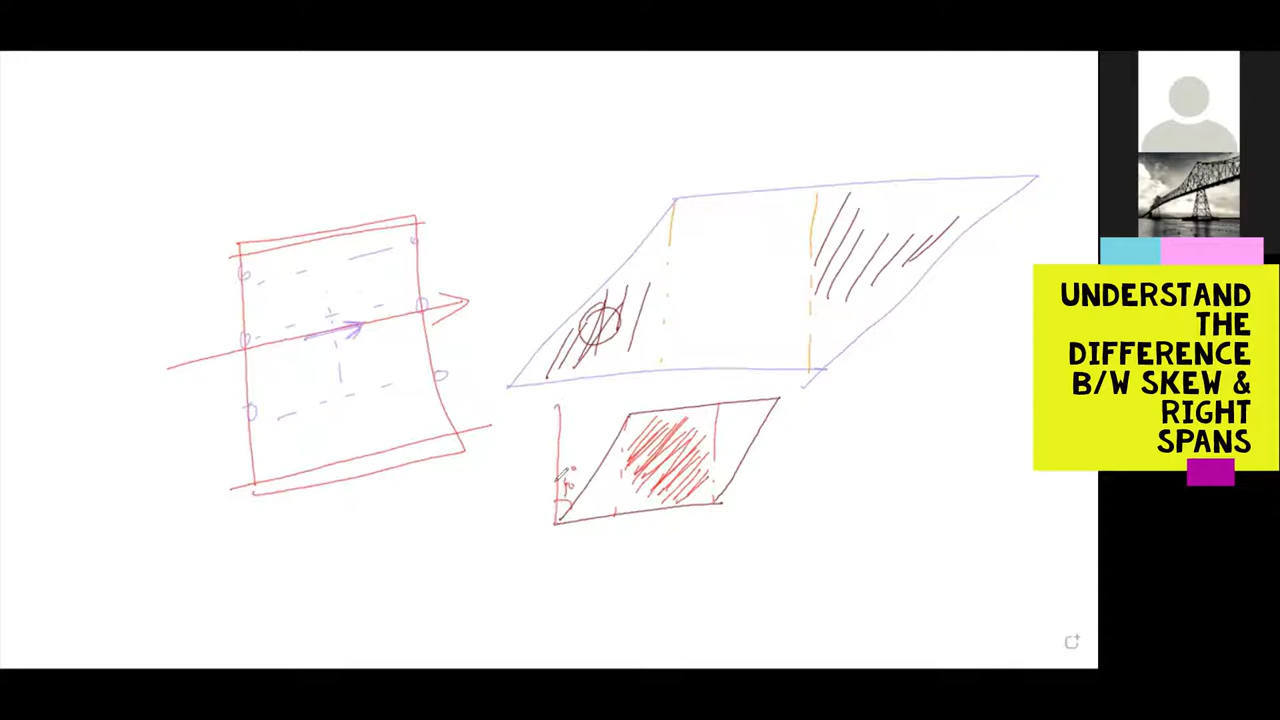 UNDERSTAND
THE
DIFFERENCE
B/W SKEW &
RIGHT
SPANS